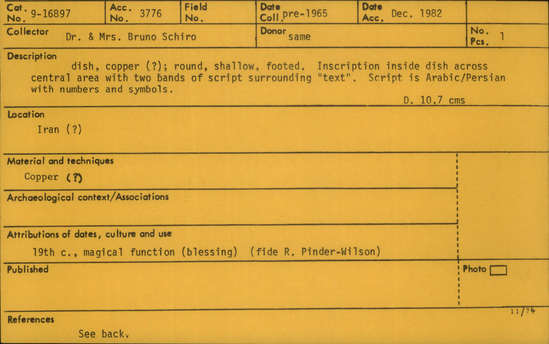 Cat. No. 9-16897 Acc. No. 3776 Field No. Date Coll. pre-1965 Date Acc. Dec. 1982
Collector Dr. & Mrs. Bruno Schiro Donor same No. Pcs. 1
Description
dish, copper (?); round, shallow, footed. Inscription inside dish across
central area with two bands of script surrounding "text". Script is Arabic/Persian
with numbers and symbols.
D. 10,7 cms
Location
Iran (?)
Material and techniques
Copper (?)
Archaeological context/Associations
Attributions of dates, culture and use
19th c., magical function (blessing) (fide R. Pinder-Wilson)
Published Photo
11/74
References
See back.